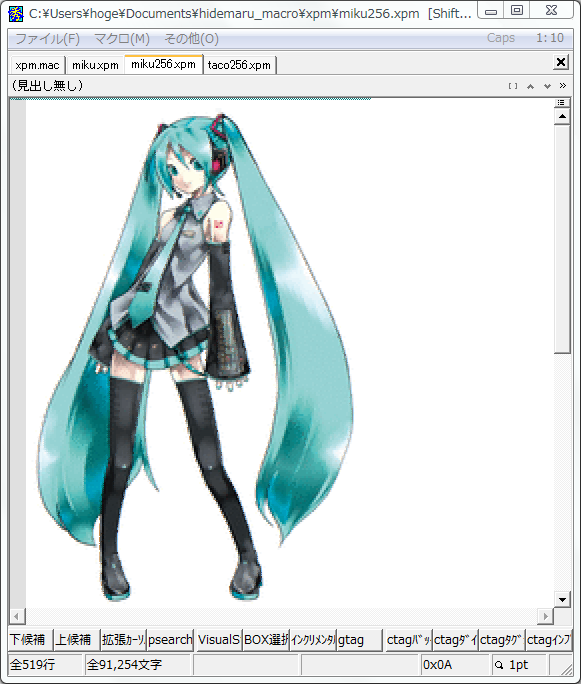 C:¥Users¥hoge¥Documents¥hidemaru_macro¥xpm¥miku256.xpm [Shift...
ファイル(F) マクロ(M) その他(O) Caps 1: 10
xpm.mac miku.xpm miku256.xpm taco256.xpm
(見出し無し)
下候補 上候補 拡張カーソ psearch VisualS BOX選択 インクリメンタル gtag ctagバッ ctagダイ ctagタグ ctagインプ
全519行 全91,254文字 0x0A 1pt